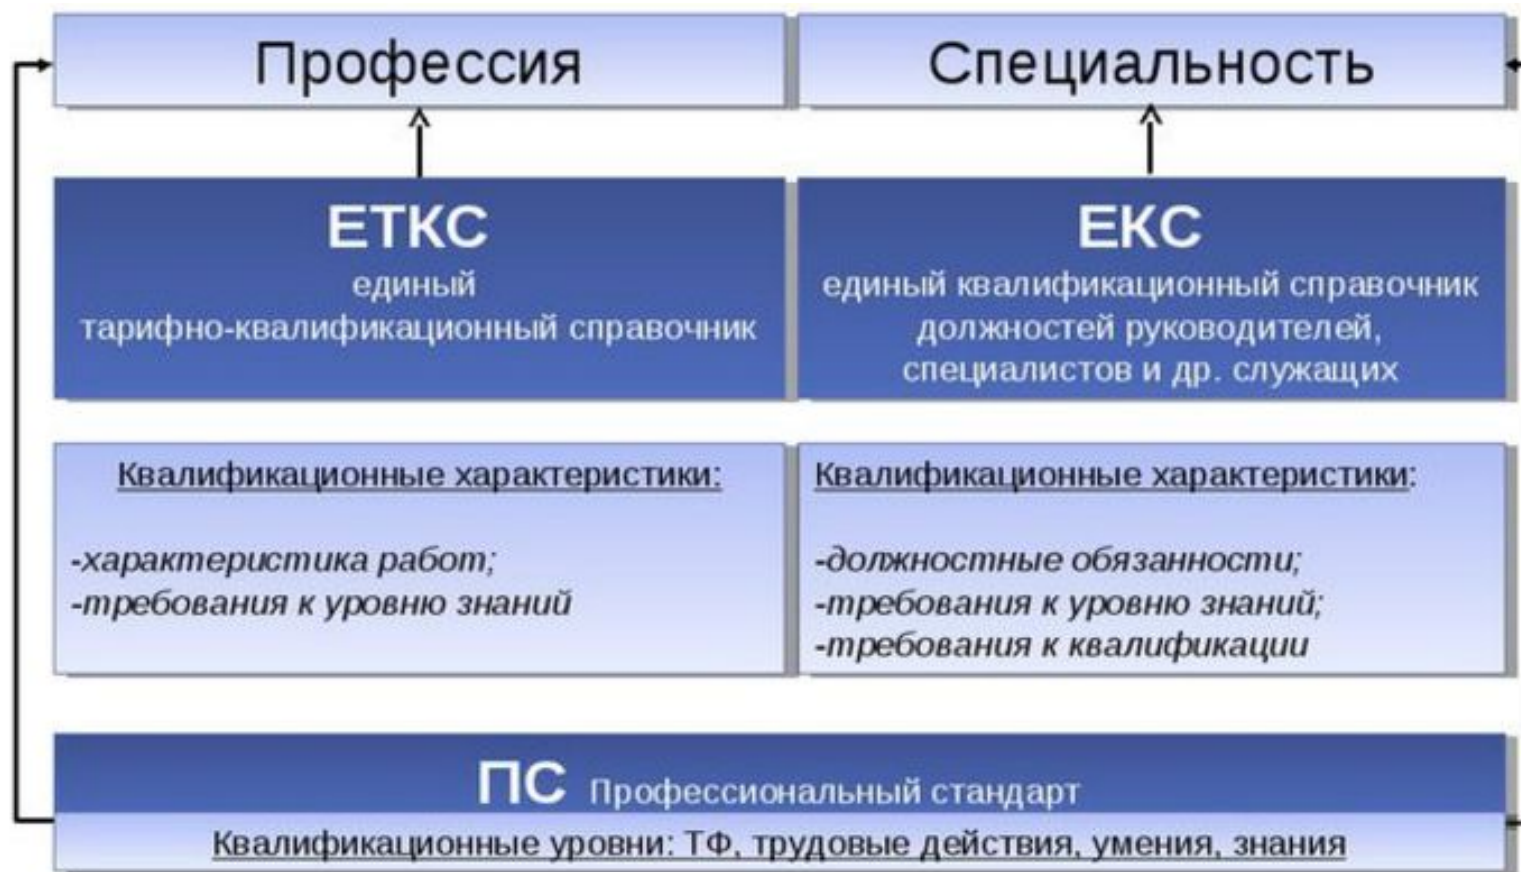 Профессия
Специальность
ЕТКС
единый
тарифно-квалификационный справочник
ЕКС
единый квалификационный справочник
должностей руководителей,
специалистов и др. служащих
Квалификационные характеристики:
-характеристика работ;
-требования к уровню знаний
Квалификационные характеристики:
-должностные обязанности;
-требования к уровню знаний;
-требования к квалификации
ПС Профессиональный стандарт
Квалификационные уровни: ТФ, трудовые действия, умения, знания